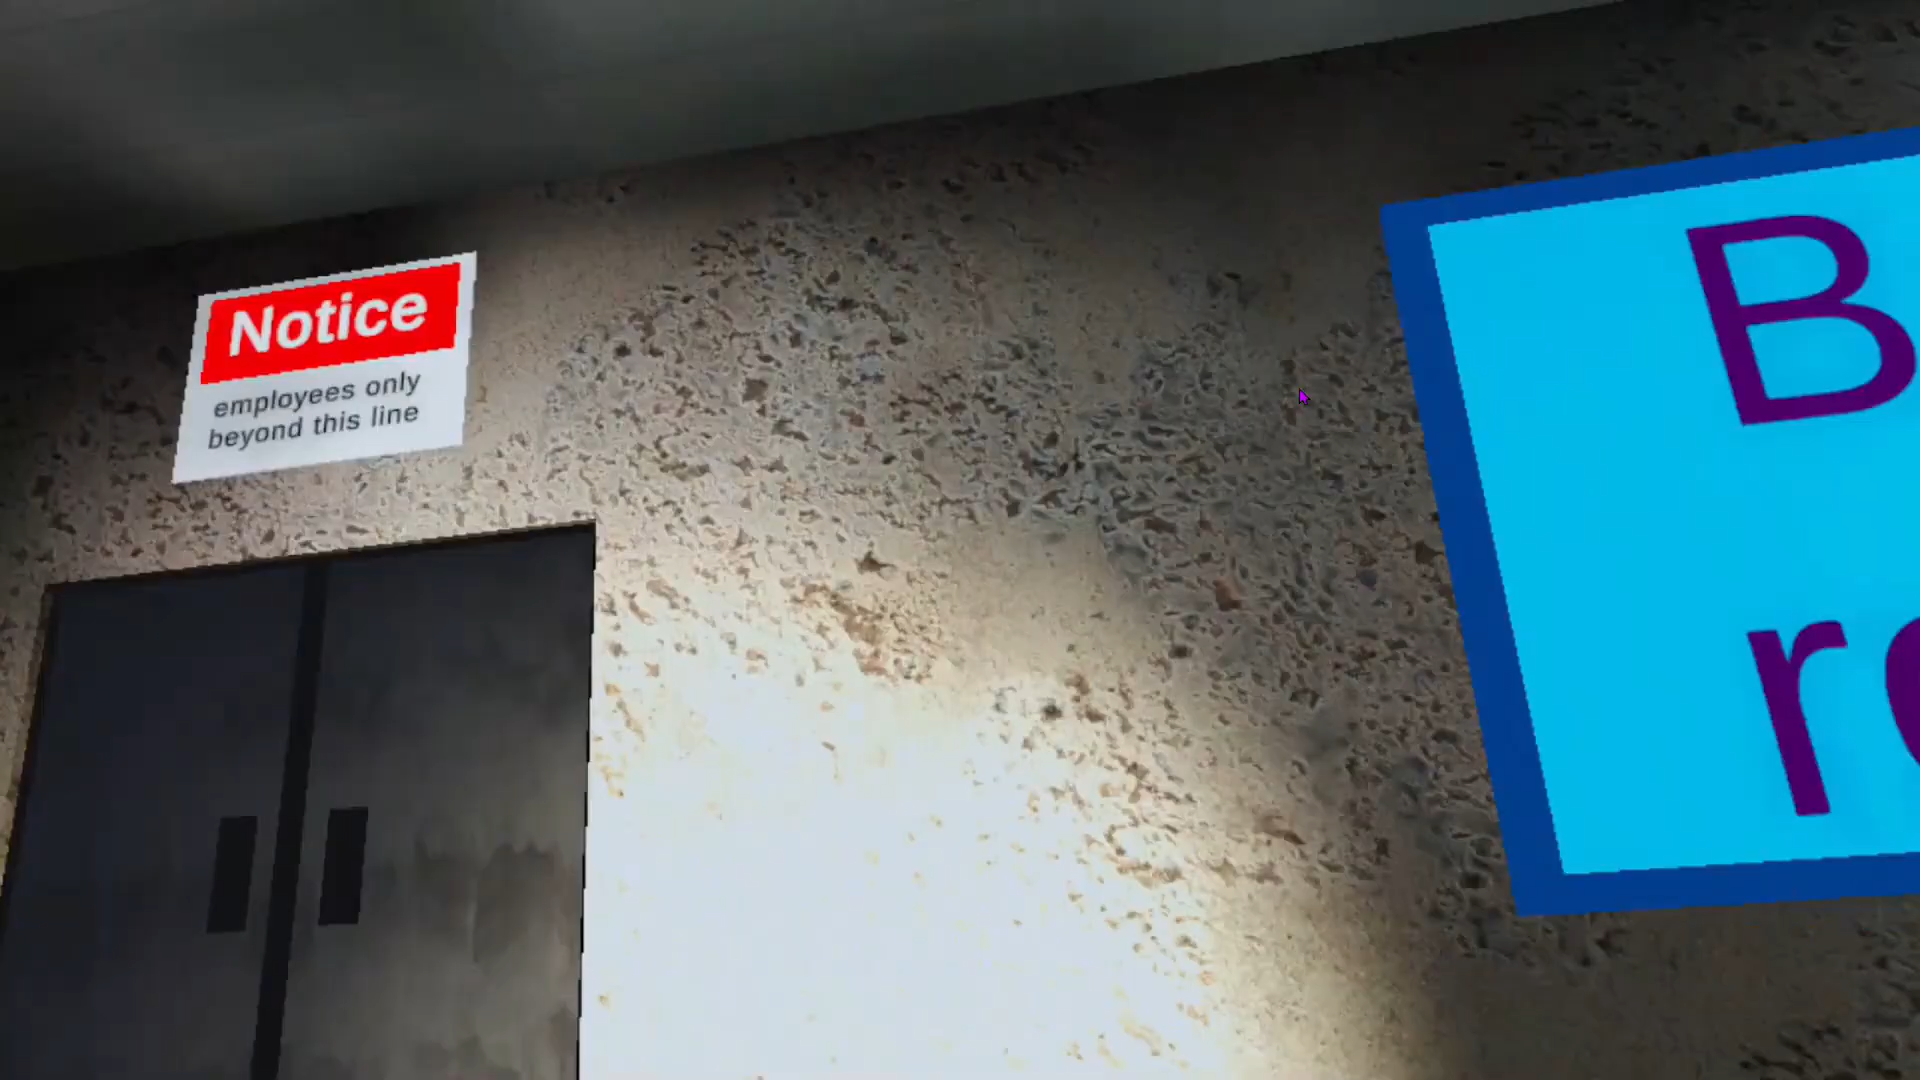 Notice
employees only
beyond this line
B
r